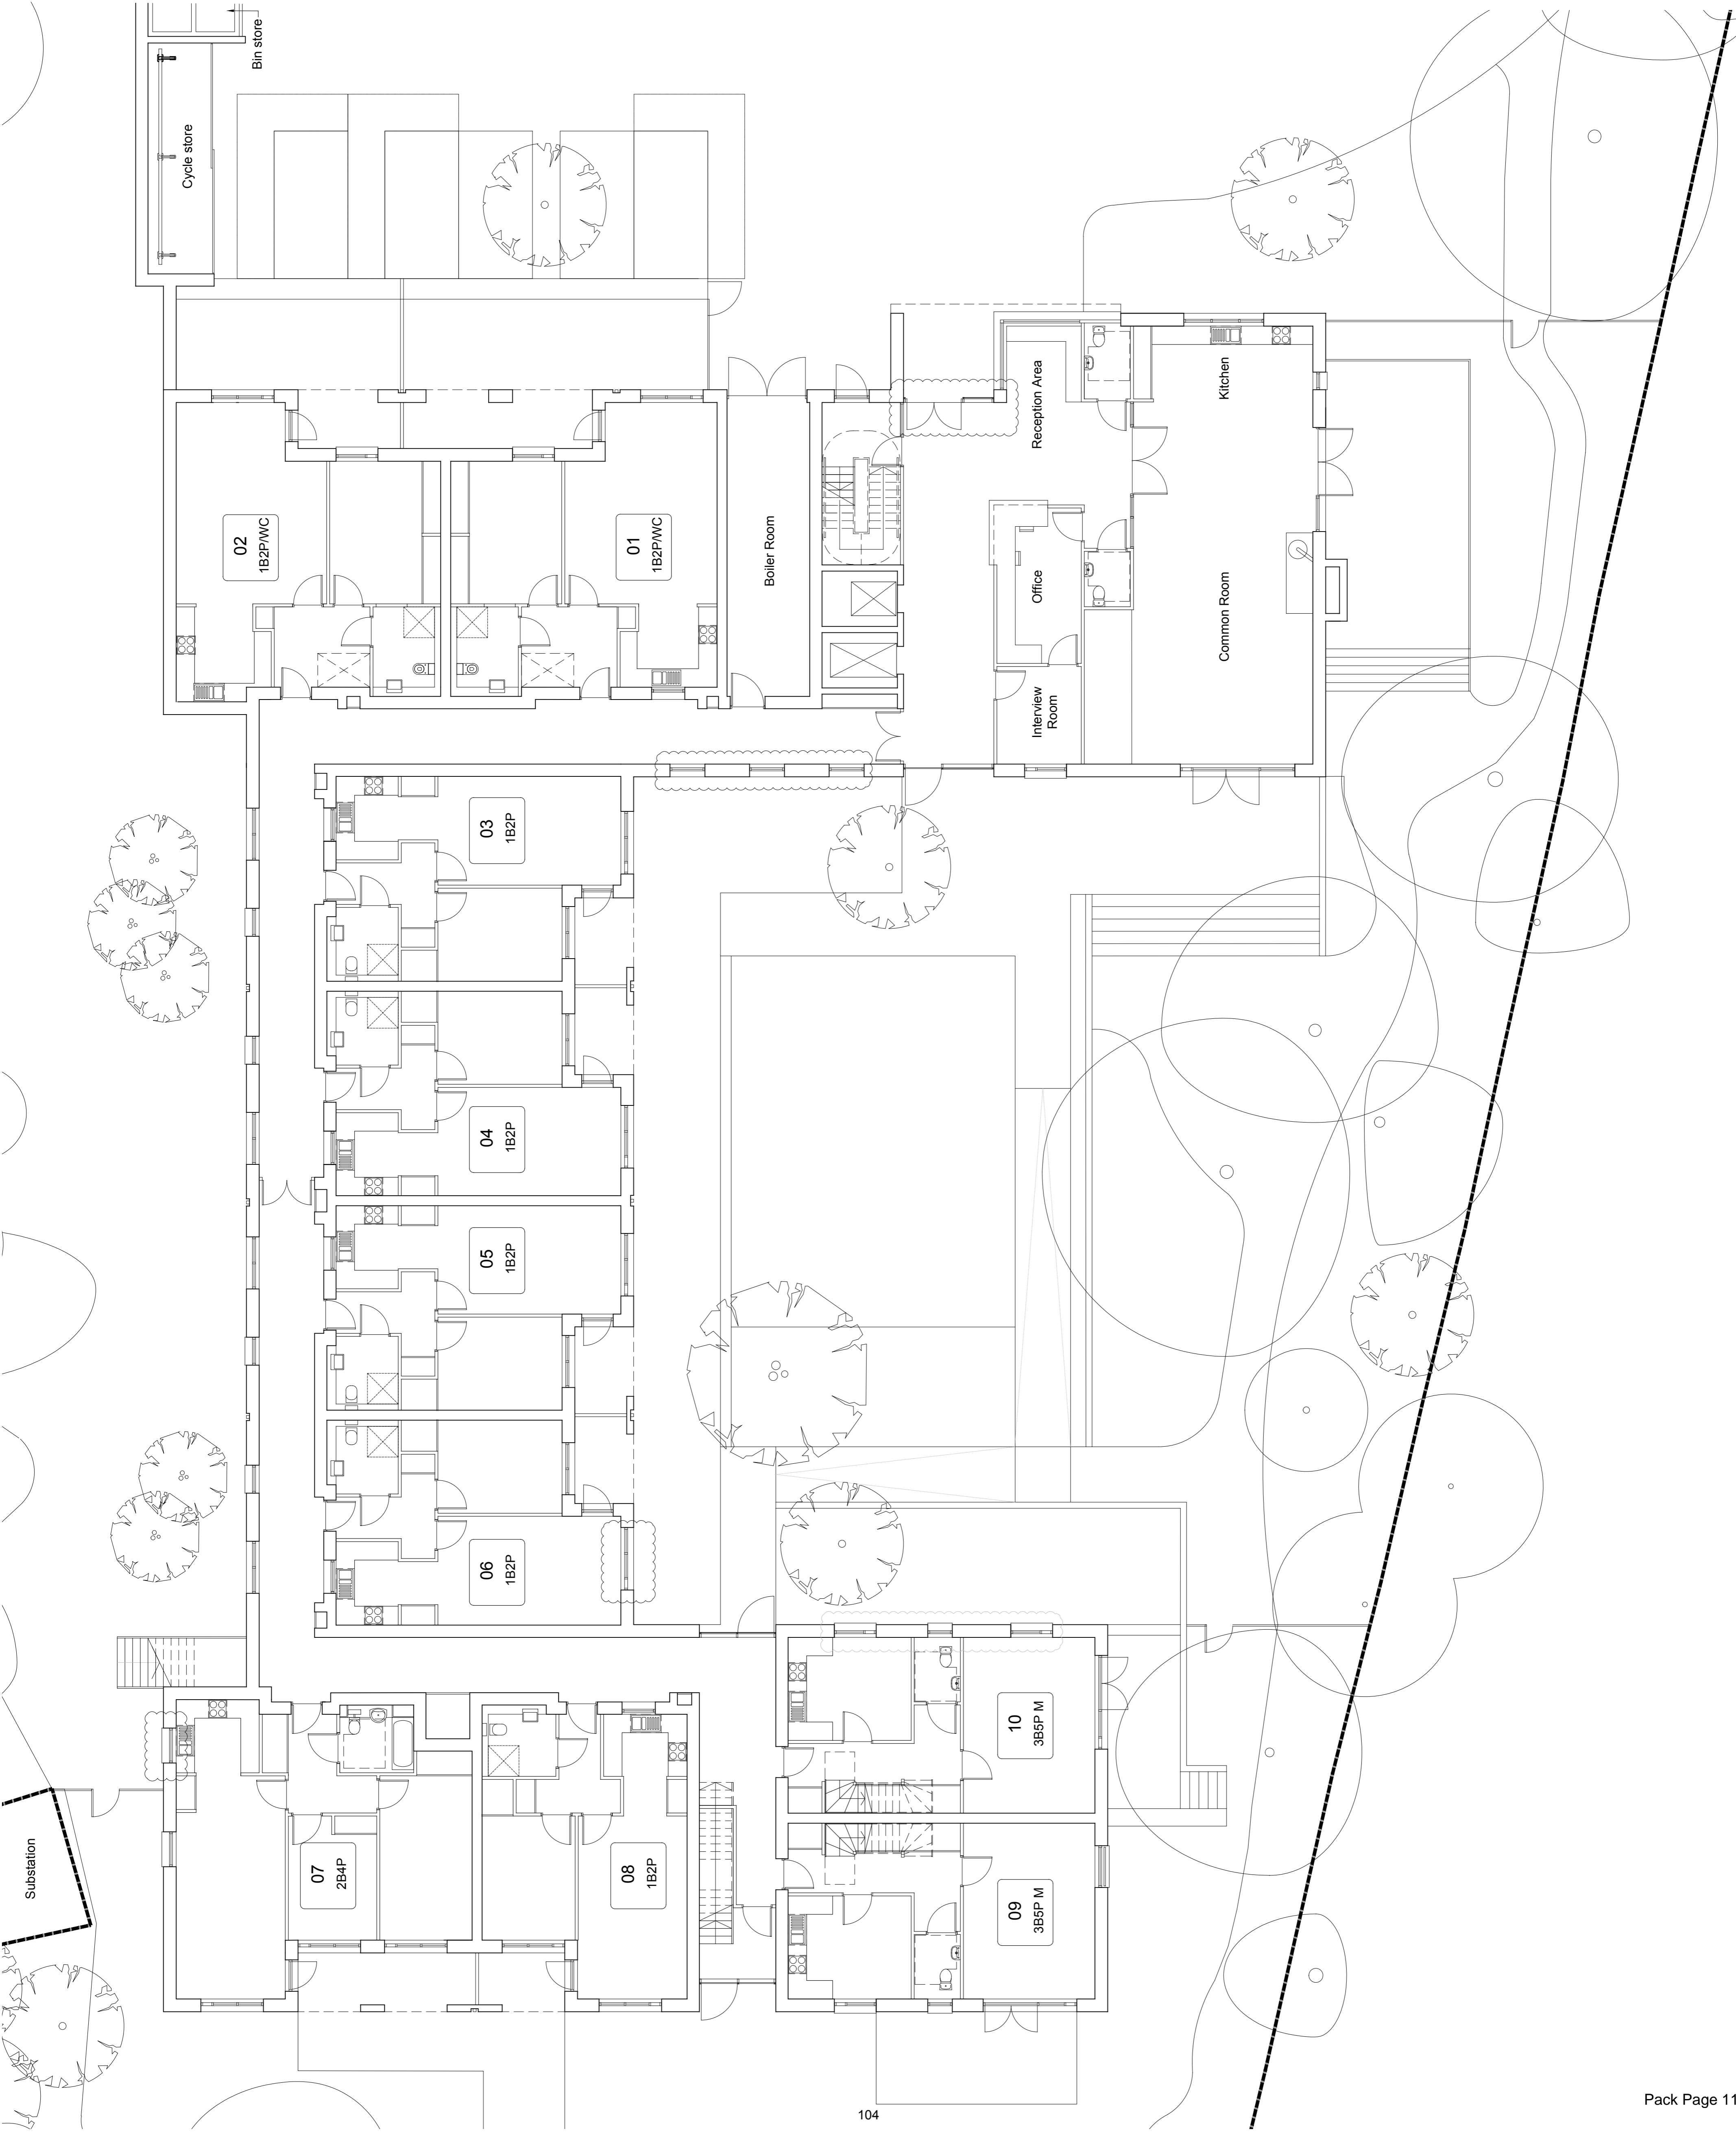 Bin store
Cycle store
02
1B2P/WC
01
1B2P/WC
Boiler Room
Reception Area
Kitchen
Office
Common Room
Interview
Room
03
1B2P
04
1B2P
05
1B2P
06
1B2P
07
2B4P
08
1B2P
10
3B5P M
09
3B5P M
Substation
104
Pack Page 11